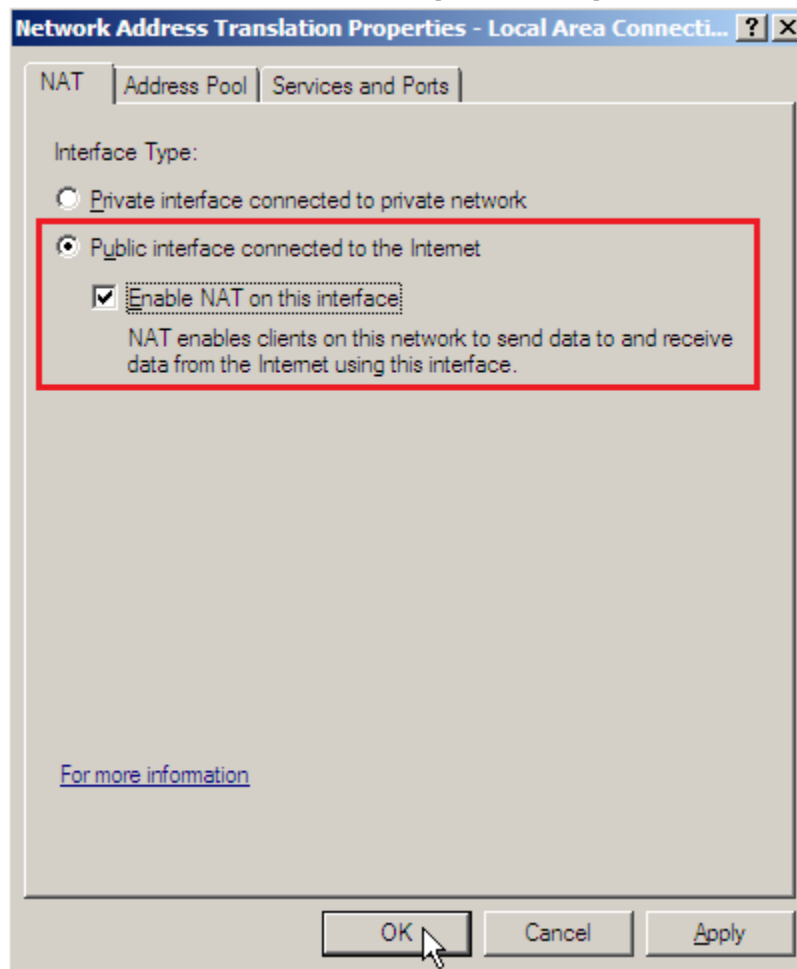 Network Address Translation Properties - Local Area Connecti... ? X
NAT Address Pool Services and Ports
Interface Type:
Private interface connected to private network
Public interface connected to the Internet
Enable NAT on this interface
NAT enables clients on this network to send data to and receive
data from the Internet using this interface.
For more information
OK Cancel Apply